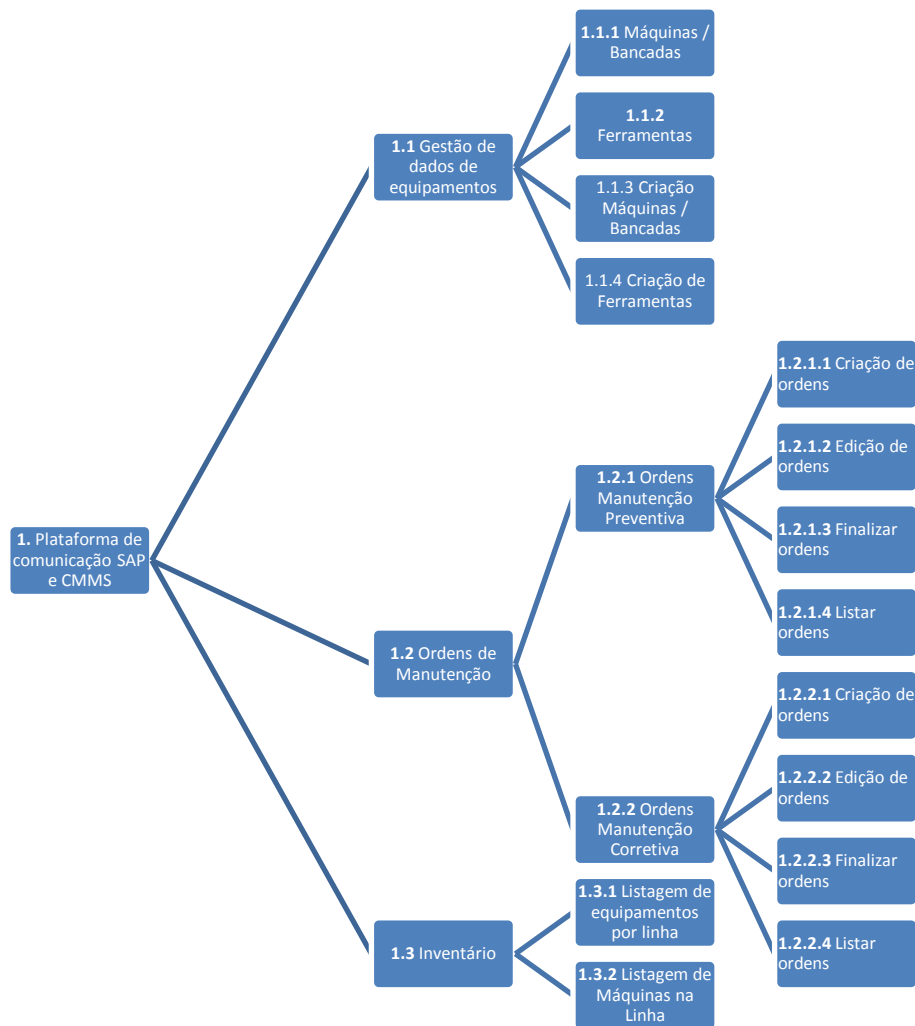 1. Plataforma de
comunicação SAP
e CMMS
1.1 Gestão de
dados de
equipamentos
1.1.1 Máquinas /
Bancadas
1.1.2
Ferramentas
1.1.3 Criação
Máquinas /
Bancadas
1.1.4 Criação de
Ferramentas
1.2 Ordens de
Manutenção
1.2.1 Ordens
Manutenção
Preventiva
1.2.1.1 Criação de
ordens
1.2.1.2 Edição de
ordens
1.2.1.3 Finalizar
ordens
1.2.1.4 Listar
ordens
1.2.2 Ordens
Manutenção
Corretiva
1.2.2.1 Criação de
ordens
1.2.2.2 Edição de
ordens
1.2.2.3 Finalizar
ordens
1.2.2.4 Listar
ordens
1.3 Inventário
1.3.1 Listagem de
equipamentos
por linha
1.3.2 Listagem de
Máquinas na
Linha